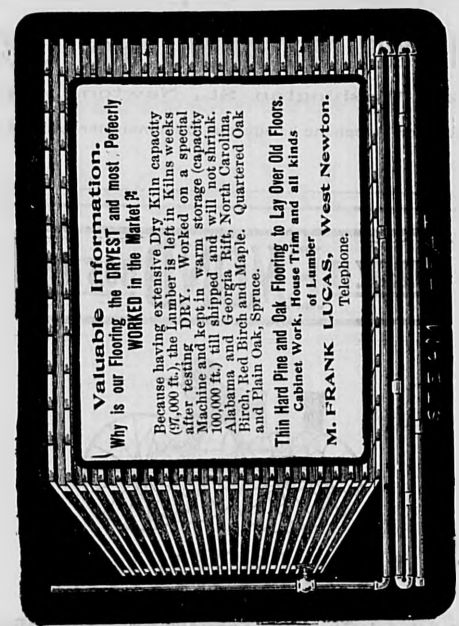 Valuable Information.
Why is our Flooring the DRYEST and most Pefecrly
WORKED in the Market ?!
Because having extensive Dry Kiln capacity
(97,000 ft.), the Lumber is left in Kilns weeks
after testing DRY. Worked on a special
Machine and kept in warm storage (capacity
100,000 ft.) till shipped and will not shrink.
Alabama and Georgia Rift, North Carolina,
Birch, Red Birch and Maple. Quartered Oak
and Plain Oak, Spruce.
Thin Hard Pine and Oak Flooring to Lay Over Old Floors.
Cabinet Work, House Trim and all kinds
of Lumber
M. FRANK LUCAS, West Newton.
Telephone.
STEAM